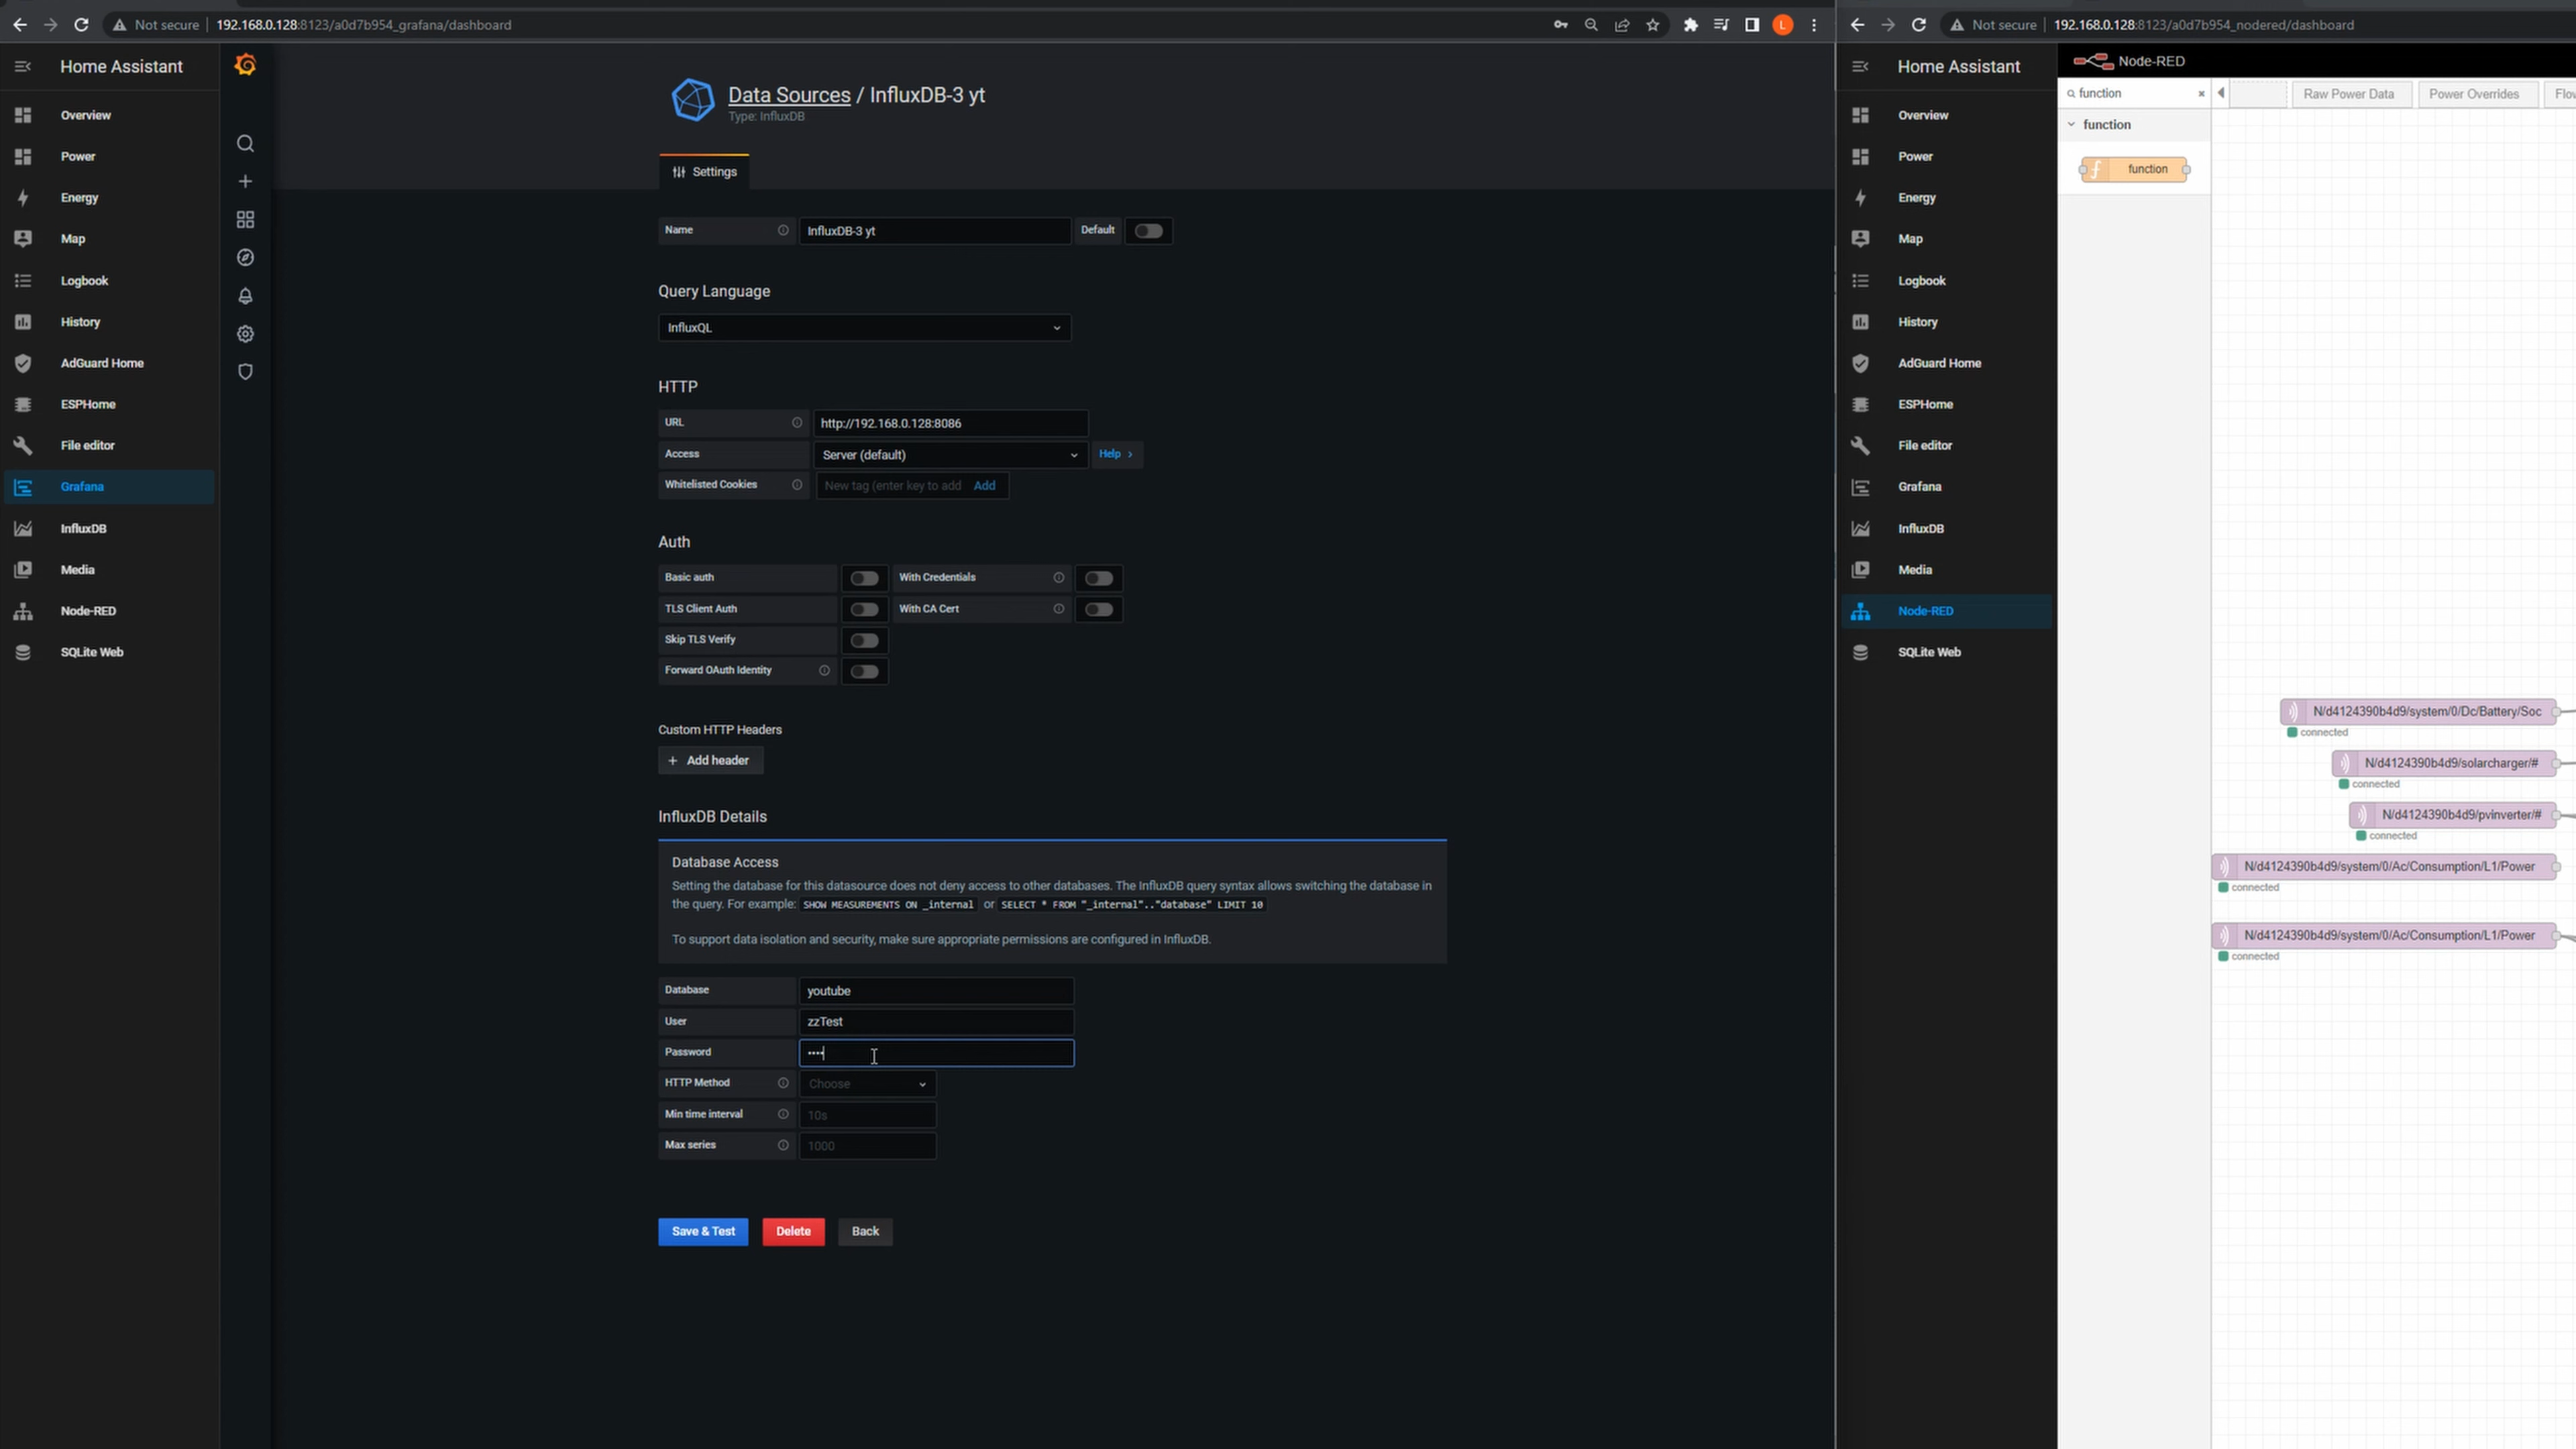 Not secure 192.168.0.128:8123/a0d7b954_grafana/dashboard
L
Home Assistant
Overview
Power
Energy
Map
Logbook
History
AdGuard Home
ESPHome
File editor
Grafana
InfluxDB
Media
Node-RED
SQLite Web
Data Sources / InfluxDB-3 yt
Type: InfluxDB
Settings
Name InfluxDB-3 yt Default
Query Language
InfluxQL
HTTP
URL http://192.168.0.128:8086
Access Server (default) Help >
Whitelisted Cookies New tag (enter key to add Add
Auth
Basic auth With Credentials
TLS Client Auth With CA Cert
Skip TLS Verify
Forward OAuth Identity
Custom HTTP Headers
+ Add header
InfluxDB Details
Database Access
Setting the database for this datasource does not deny access to other databases. The InfluxDB query syntax allows switching the database in
the query. For example: SHOW MEASUREMENTS ON _internal or SELECT * FROM "_internal".."database" LIMIT 10
To support data isolation and security, make sure appropriate permissions are configured in InfluxDB.
Database youtube
User zzTest
Password ••••
HTTP Method Choose
Min time interval 10s
Max series 1000
Save & Test Delete Back
Not secure 192.168.0.128:8123/a0d7b954_nodered/dashboard
Home Assistant
Overview
Power
Energy
Map
Logbook
History
AdGuard Home
ESPHome
File editor
Grafana
InfluxDB
Media
Node-RED
SQLite Web
Node-RED
function
Raw Power Data Power Overrides Flo
function
function
N/d4124390b4d9/system/0/Dc/Battery/Soc
connected
N/d4124390b4d9/solarcharger/#
connected
N/d4124390b4d9/pvinverter/#
connected
N/d4124390b4d9/system/0/Ac/Consumption/L1/Power
connected
N/d4124390b4d9/system/0/Ac/Consumption/L1/Power
connected